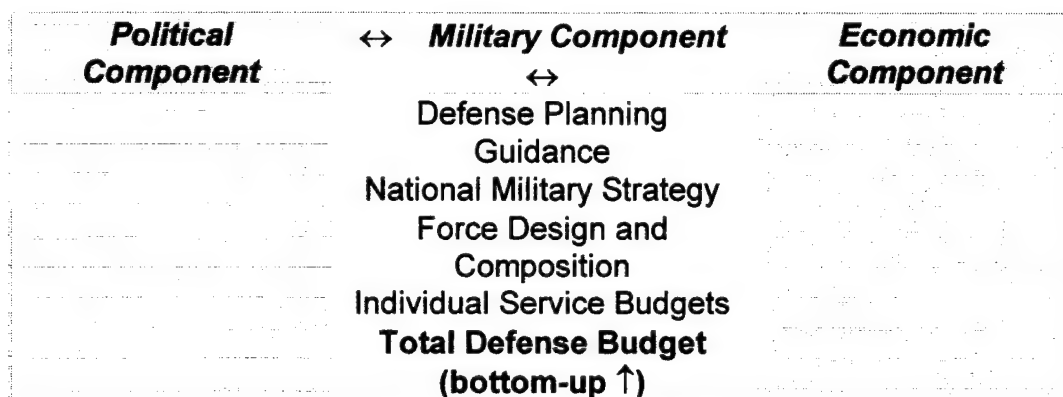 Political ↔ Military Component Economic
Component ↔ Component
Defense Planning
Guidance
National Military Strategy
Force Design and
Composition
Individual Service Budgets
Total Defense Budget
(bottom-up ↑)